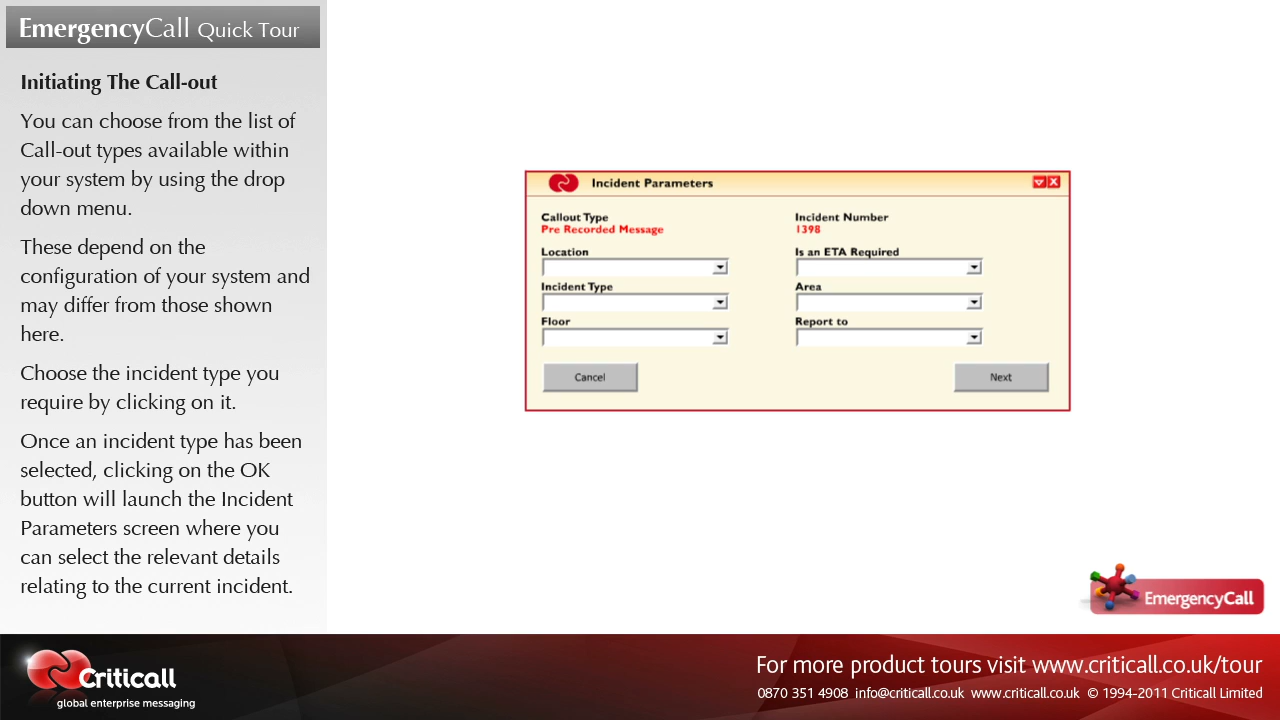 EmergencyCall Quick Tour
Initiating The Call-out
You can choose from the list of
Call-out types available within
your system by using the drop
down menu.
These depend on the
configuration of your system and
may differ from those shown
here.
Choose the incident type you
require by clicking on it.
Once an incident type has been
selected, clicking on the OK
button will launch the Incident
Parameters screen where you
can select the relevant details
relating to the current incident.
Incident Parameters
Callout Type
Pre Recorded Message
Incident Number
1398
Location
Is an ETA Required
Incident Type
Area
Floor
Report to
Cancel
Next
EmergencyCall
Criticall
global enterprise messaging
For more product tours visit www.criticall.co.uk/tour
0870 351 4908 info@criticall.co.uk www.criticall.co.uk © 1994-2011 Criticall Limited